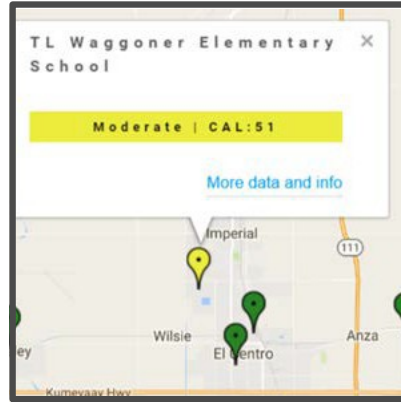 TL Waggoner Elementary ×
School
Moderate | CAL:51
More data and info
Imperial
111
Wilsie
Anza
ey
El Centro
Kumeyaay Hwy